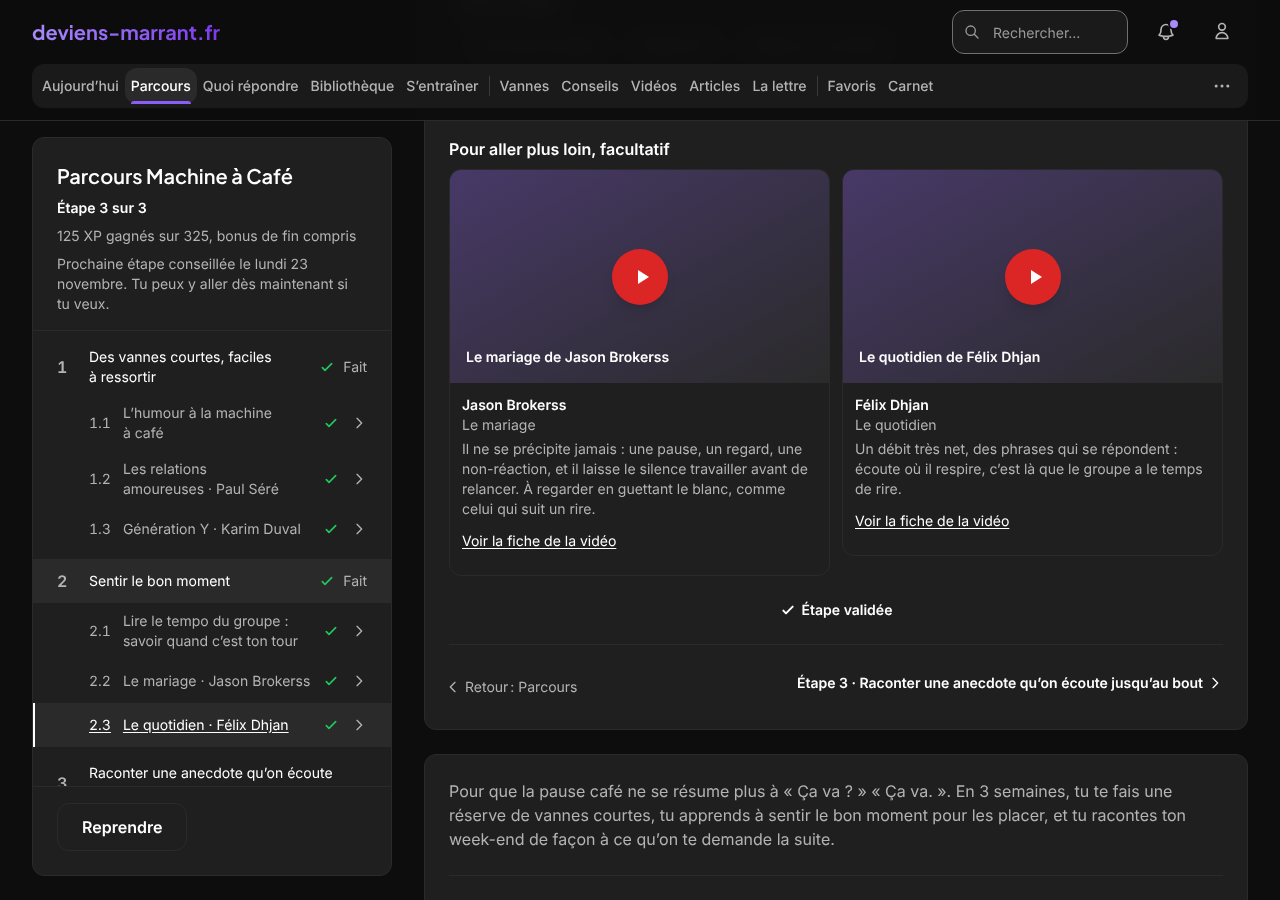 deviens-marrant.fr
Rechercher...
Aujourd’hui
Parcours
Quoi répondre
Bibliothèque
S’entraîner
Vannes
Conseils
Vidéos
Articles
La lettre
Favoris
Carnet
Parcours Machine à Café
Étape 3 sur 3
125 XP gagnés sur 325, bonus de fin compris
Prochaine étape conseillée le lundi 23
novembre. Tu peux y aller dès maintenant si
tu veux.
1
Des vannes courtes, faciles
à ressortir
Fait
1.1
L’humour à la machine
à café
1.2
Les relations
amoureuses · Paul Séré
1.3
Génération Y · Karim Duval
2
Sentir le bon moment
Fait
2.1
Lire le tempo du groupe :
savoir quand c’est ton tour
2.2
Le mariage · Jason Brokerss
2.3
Le quotidien · Félix Dhjan
3
Raconter une anecdote qu’on écoute
Reprendre
Pour aller plus loin, facultatif
Le mariage de Jason Brokerss
Jason Brokerss
Le mariage
Il ne se précipite jamais : une pause, un regard, une
non-réaction, et il laisse le silence travailler avant de
relancer. À regarder en guettant le blanc, comme
celui qui suit un rire.
Voir la fiche de la vidéo
Le quotidien de Félix Dhjan
Félix Dhjan
Le quotidien
Un débit très net, des phrases qui se répondent :
écoute où il respire, c’est là que le groupe a le temps
de rire.
Voir la fiche de la vidéo
Étape validée
Retour : Parcours
Étape 3 · Raconter une anecdote qu’on écoute jusqu’au bout
Pour que la pause café ne se résume plus à « Ça va ? » « Ça va. ». En 3 semaines, tu te fais une
réserve de vannes courtes, tu apprends à sentir le bon moment pour les placer, et tu racontes ton
week-end de façon à ce qu’on te demande la suite.